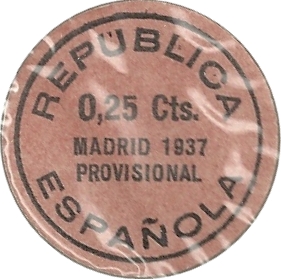 REPÚBLICA
0,25 Cts.
MADRID 1937
PROVISIONAL
ESPAÑOLA